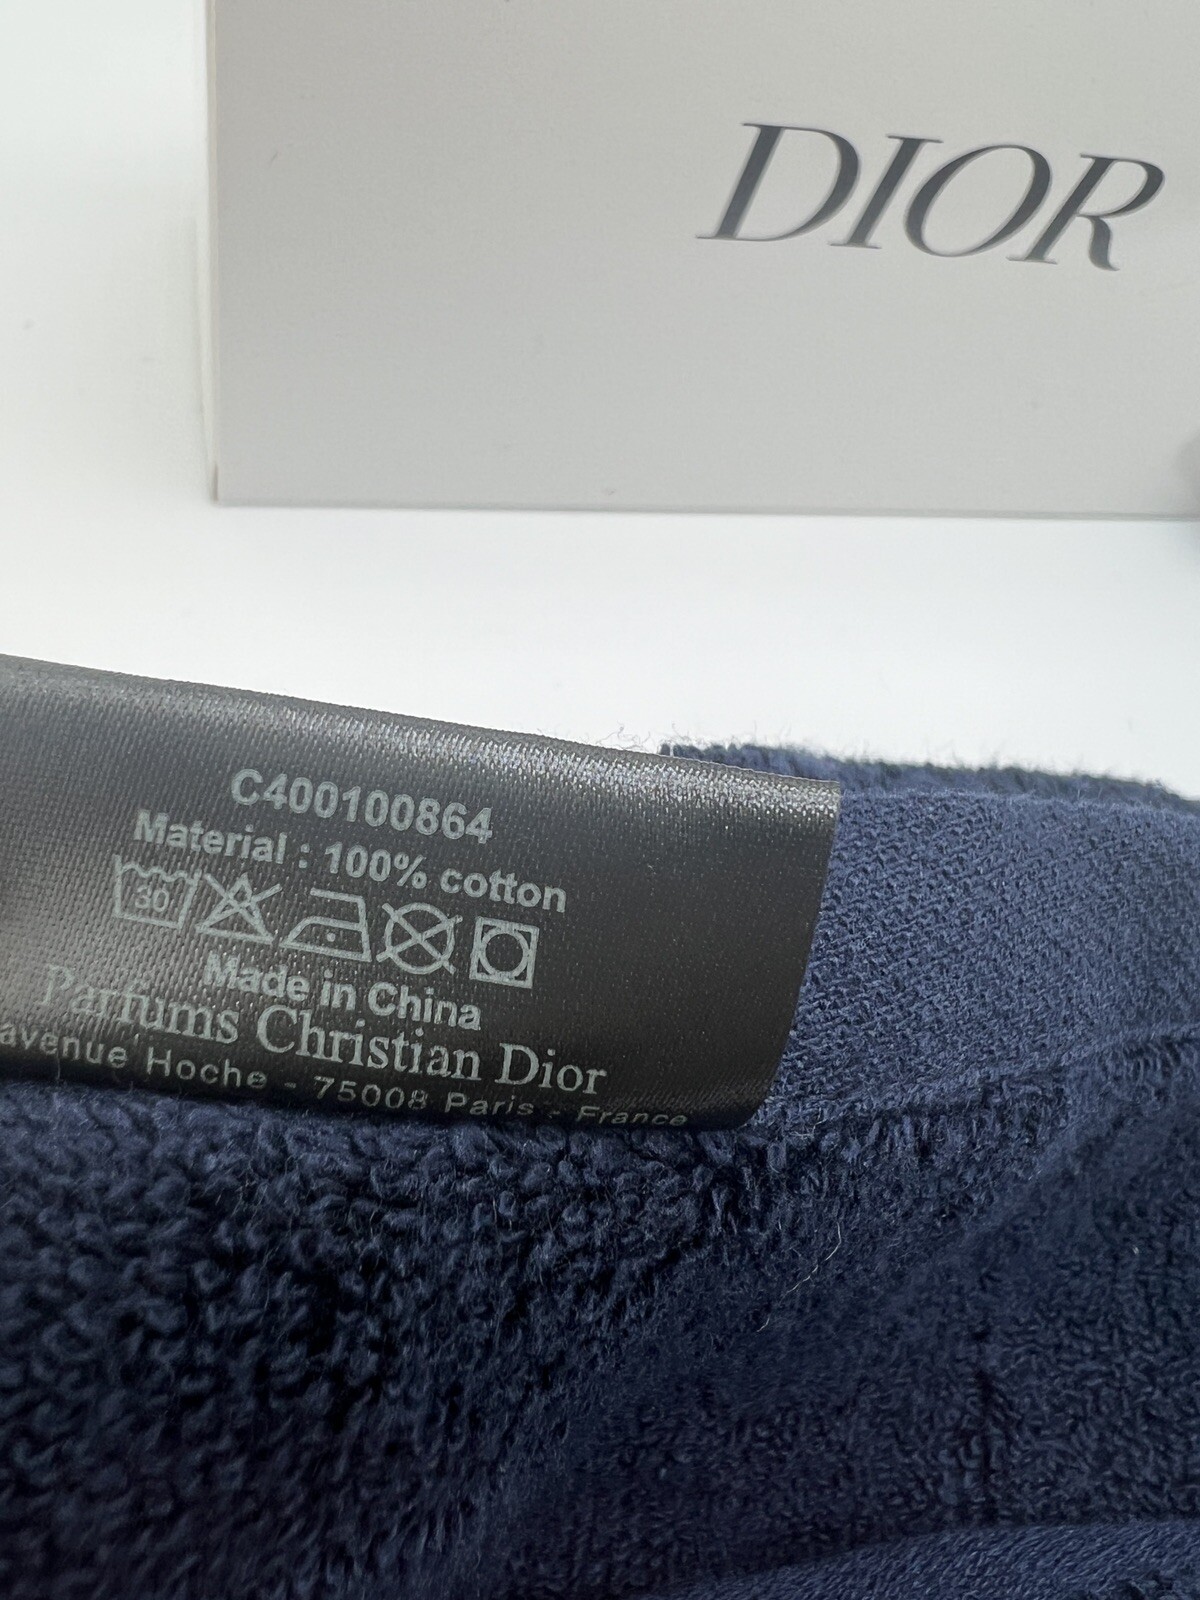 DIOR
C400100864
Material : 100% cotton
30
Made in China
Parfums Christian Dior
avenue Hoche - 75008 Paris - France